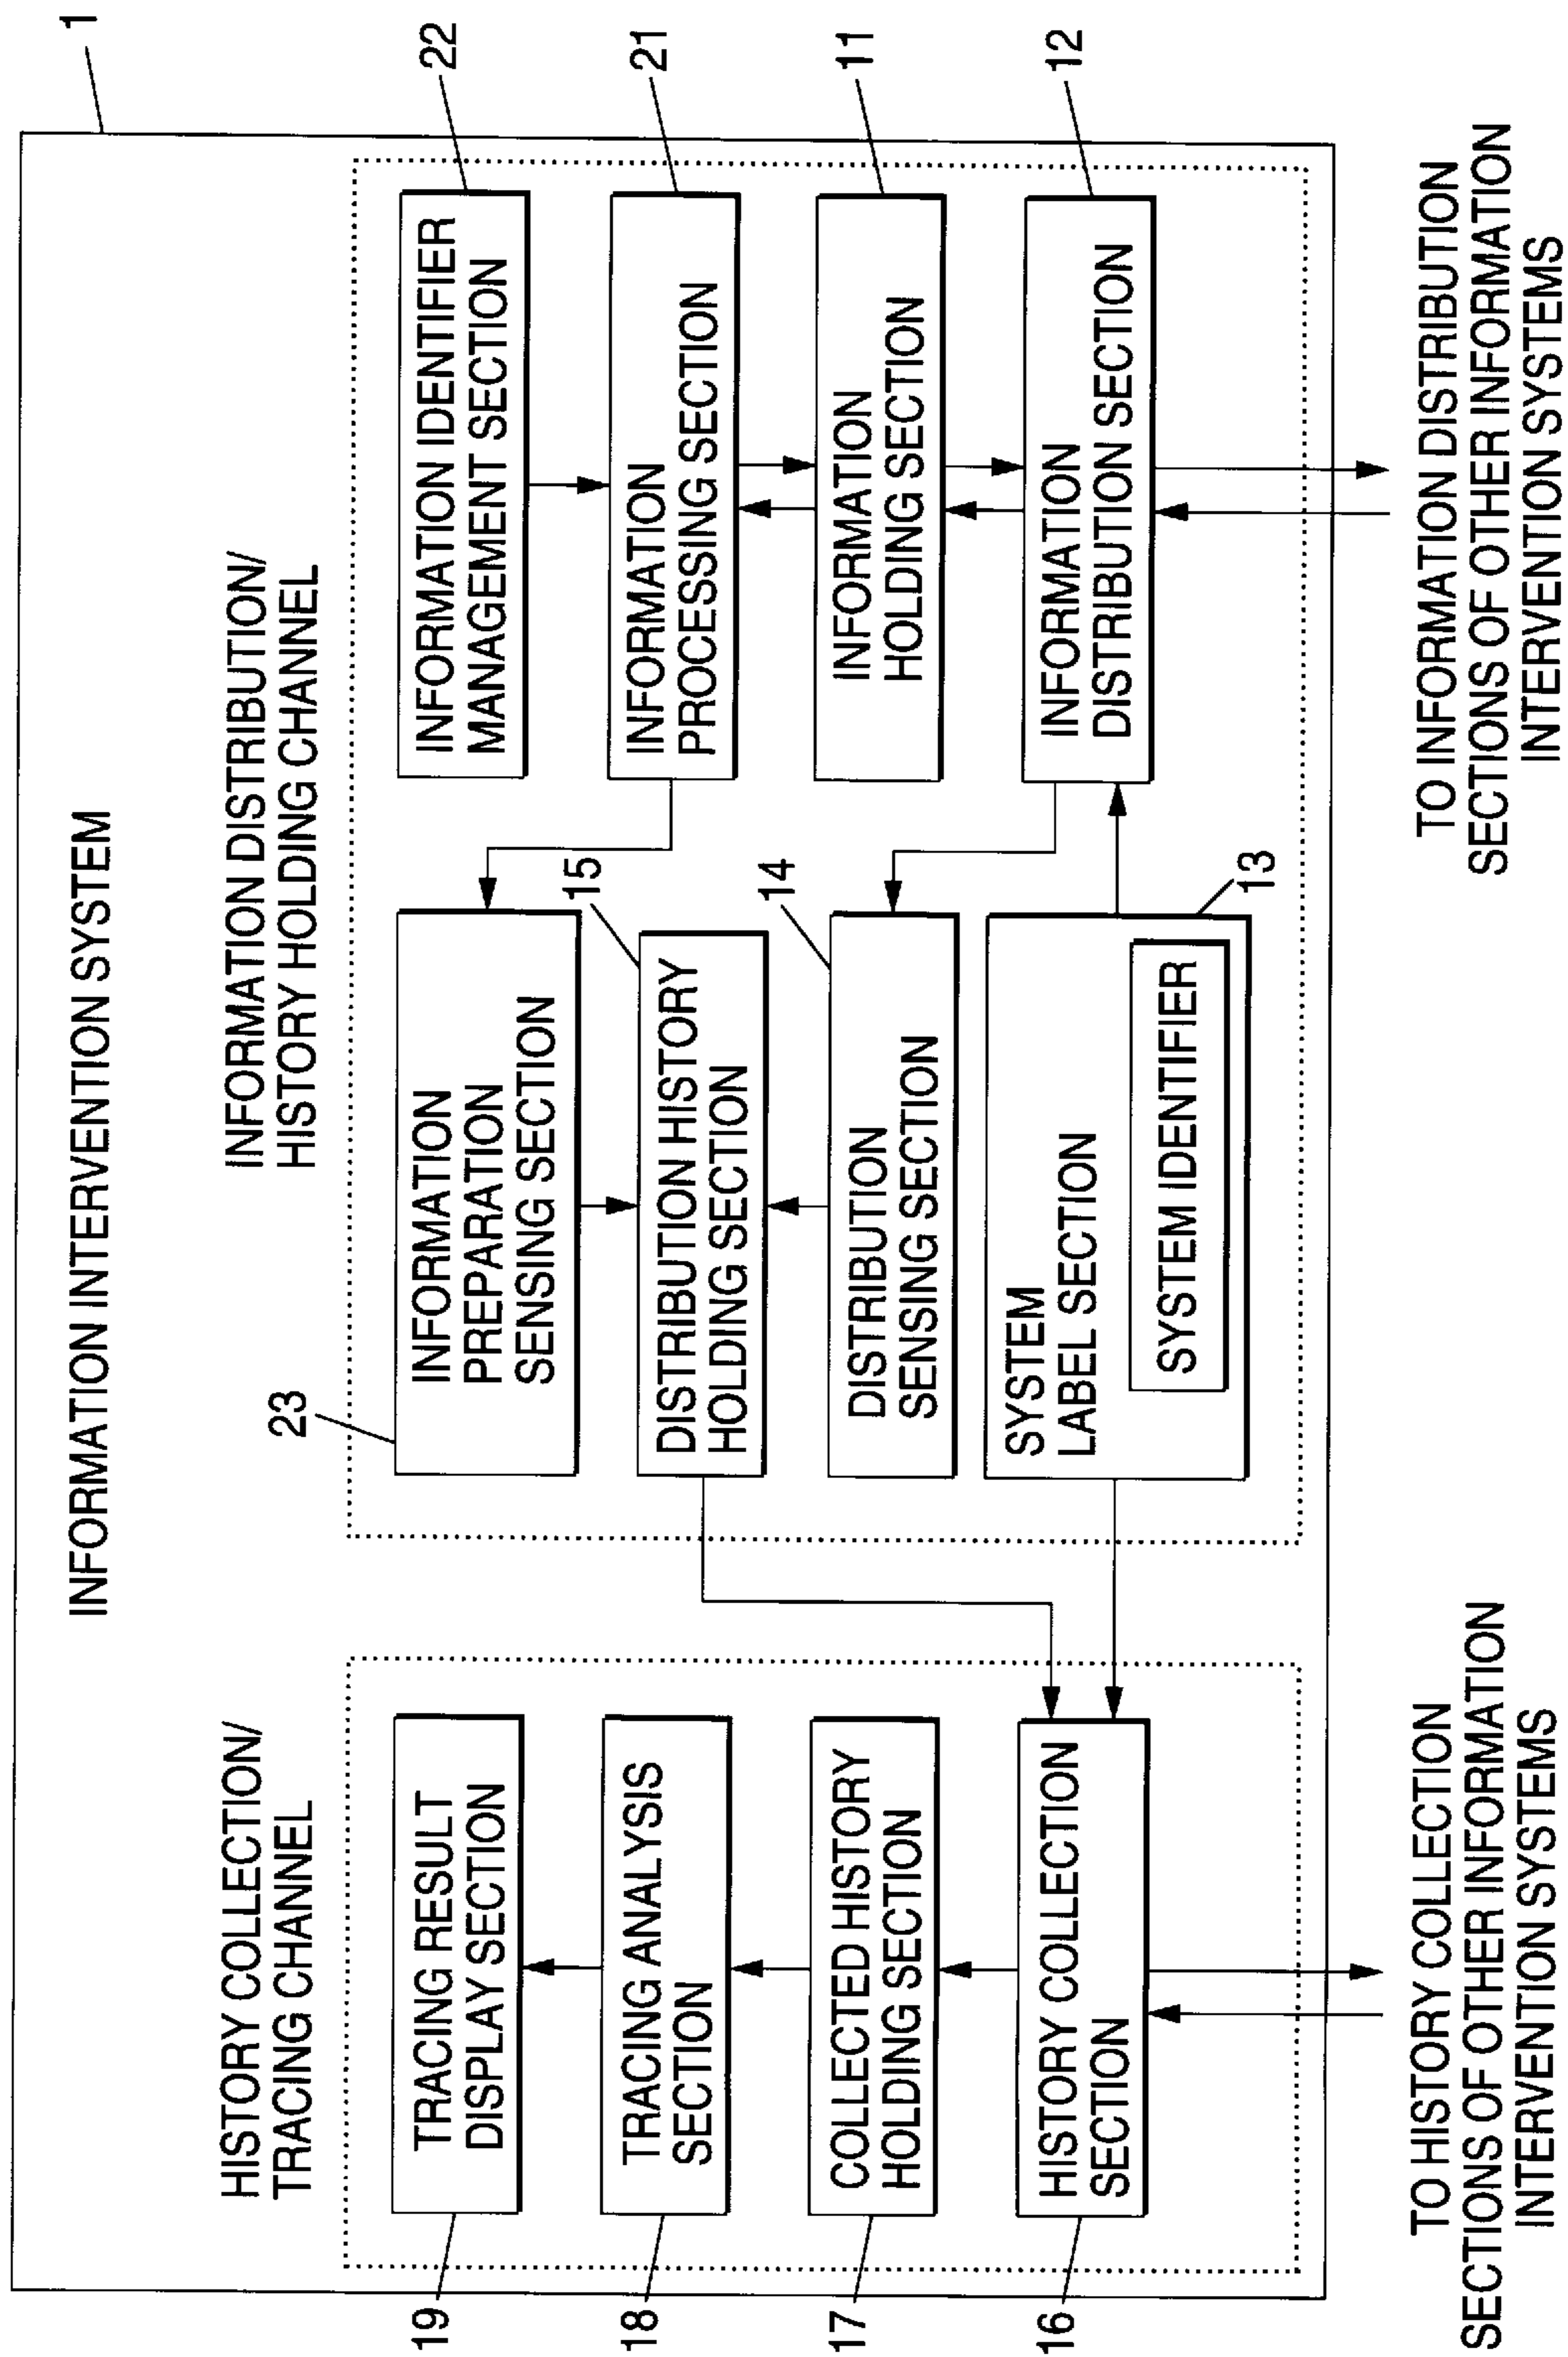 INFORMATION INTERVENTION SYSTEM
1
HISTORY COLLECTION/
TRACING CHANNEL
19
TRACING RESULT
DISPLAY SECTION
18
TRACING ANALYSIS
SECTION
17
COLLECTED HISTORY
HOLDING SECTION
16
HISTORY COLLECTION
SECTION
TO HISTORY COLLECTION
SECTIONS OF OTHER INFORMATION
INTERVENTION SYSTEMS
INFORMATION DISTRIBUTION/
HISTORY HOLDING CHANNEL
23
INFORMATION
PREPARATION
SENSING SECTION
15
DISTRIBUTION HISTORY
HOLDING SECTION
14
DISTRIBUTION
SENSING SECTION
13
SYSTEM
LABEL SECTION
SYSTEM IDENTIFIER
22
INFORMATION IDENTIFIER
MANAGEMENT SECTION
21
INFORMATION
PROCESSING SECTION
11
INFORMATION
HOLDING SECTION
12
INFORMATION
DISTRIBUTION SECTION
TO INFORMATION DISTRIBUTION
SECTIONS OF OTHER INFORMATION
INTERVENTION SYSTEMS